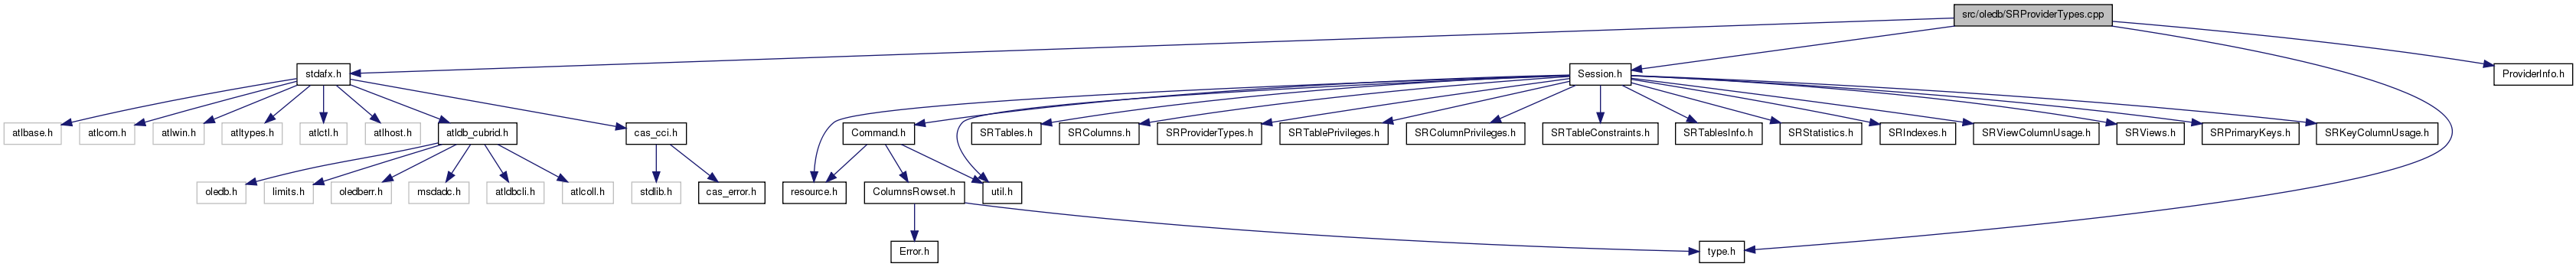 src/oledb/SRProviderTypes.cpp
stdafx.h
Session.h
ProviderInfo.h
atlbase.h
atlcom.h
atlwin.h
atltypes.h
atlctl.h
atlhost.h
atldb_cubrid.h
cas_cci.h
Command.h
SRTables.h
SRColumns.h
SRProviderTypes.h
SRTablePrivileges.h
SRColumnPrivileges.h
SRTableConstraints.h
SRTablesInfo.h
SRStatistics.h
SRIndexes.h
SRViewColumnUsage.h
SRViews.h
SRPrimaryKeys.h
SRKeyColumnUsage.h
oledb.h
limits.h
oledberr.h
msdadc.h
atldbcli.h
atlcoll.h
stdlib.h
cas_error.h
resource.h
ColumnsRowset.h
util.h
Error.h
type.h